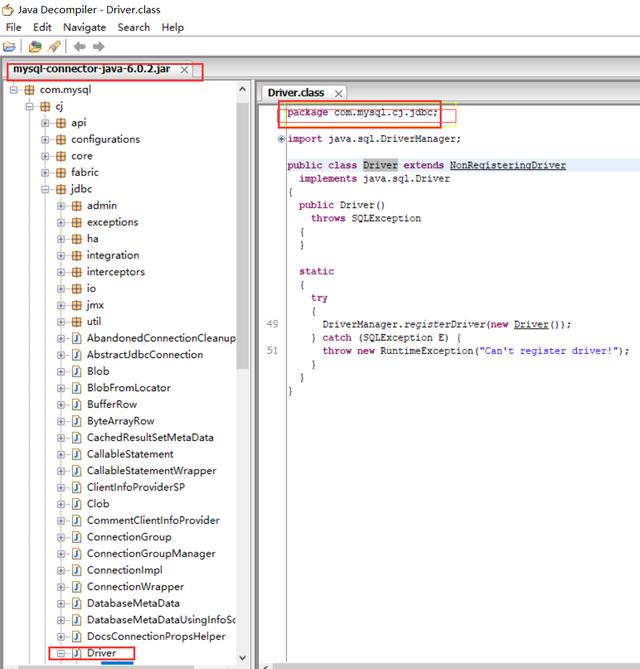 Java Decompiler - Driver.class
File Edit Navigate Search Help
mysql-connector-java-6.0.2.jar
com.mysql
cj
api
configurations
core
fabric
jdbc
admin
exceptions
ha
integration
interceptors
io
jmx
util
AbandonedConnectionCleanup
AbstractJdbcConnection
Blob
BlobFromLocator
BufferRow
ByteArrayRow
CachedResultSetMetaData
CallableStatement
CallableStatementWrapper
ClientInfoProviderSP
Clob
CommentClientInfoProvider
ConnectionGroup
ConnectionGroupManager
ConnectionImpl
ConnectionWrapper
DatabaseMetaData
DatabaseMetaDataUsingInfoSc
DocsConnectionPropsHelper
Driver
Driver.class
package com.mysql.cj.jdbc;
import java.sql.DriverManager;
public class Driver extends NonRegisteringDriver
implements java.sql.Driver
{
public Driver()
throws SQLException
{
}
static
{
try
{
49 DriverManager.registerDriver(new Driver());
} catch (SQLException E) {
51 throw new RuntimeException("Can't register driver!");
}
}
}